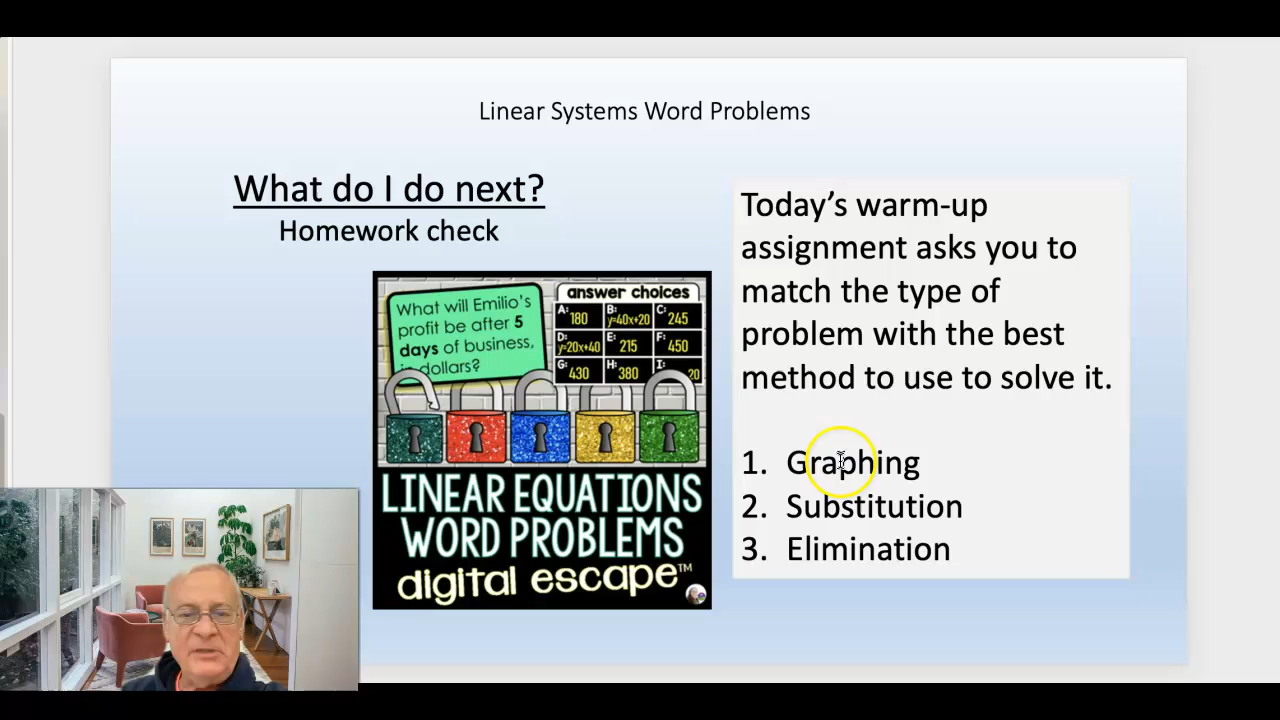 Linear Systems Word Problems
What do I do next?
Homework check
Today's warm-up
assignment asks you to
match the type of
problem with the best
method to use to solve it.
1. Graphing
2. Substitution
3. Elimination
What will Emilio's
profit be after 5
days of business,
in dollars?
answer choices
A: 180 B: y=40x+20 C: 245
D: y=20x+40 E: 215 F: 450
G: 430 H: 380 I: 20
LINEAR EQUATIONS
WORD PROBLEMS
digital escape™